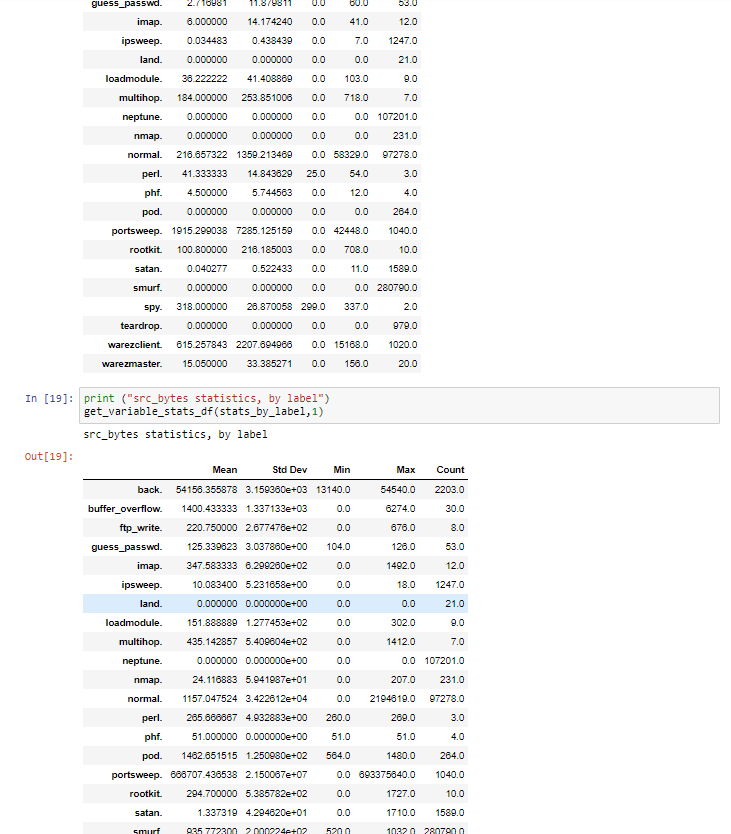 guess_passwd. 2.716981 11.879811 0.0 60.0 53.0
imap. 6.000000 14.174240 0.0 41.0 12.0
ipsweep. 0.034483 0.438439 0.0 7.0 1247.0
land. 0.000000 0.000000 0.0 0.0 21.0
loadmodule. 36.222222 41.408869 0.0 103.0 9.0
multihop. 184.000000 253.851006 0.0 718.0 7.0
neptune. 0.000000 0.000000 0.0 0.0 107201.0
nmap. 0.000000 0.000000 0.0 0.0 231.0
normal. 216.657322 1359.213469 0.0 58329.0 97278.0
perl. 41.333333 14.843629 25.0 54.0 3.0
phf. 4.500000 5.744563 0.0 12.0 4.0
pod. 0.000000 0.000000 0.0 0.0 264.0
portsweep. 1915.299038 7285.125159 0.0 42448.0 1040.0
rootkit. 100.800000 216.185003 0.0 708.0 10.0
satan. 0.040277 0.522433 0.0 11.0 1589.0
smurf. 0.000000 0.000000 0.0 0.0 280790.0
spy. 318.000000 26.870058 299.0 337.0 2.0
teardrop. 0.000000 0.000000 0.0 0.0 979.0
warezclient. 615.257843 2207.694966 0.0 15168.0 1020.0
warezmaster. 15.050000 33.385271 0.0 156.0 20.0
In [19]: print ("src_bytes statistics, by label")
get_variable_stats_df(stats_by_label,1)
src_bytes statistics, by label
Out[19]:
Mean Std Dev Min Max Count
back. 54156.355878 3.159360e+03 13140.0 54540.0 2203.0
buffer_overflow. 1400.433333 1.337133e+03 0.0 6274.0 30.0
ftp_write. 220.750000 2.677476e+02 0.0 676.0 8.0
guess_passwd. 125.339623 3.037860e+00 104.0 126.0 53.0
imap. 347.583333 6.299260e+02 0.0 1492.0 12.0
ipsweep. 10.083400 5.231658e+00 0.0 18.0 1247.0
land. 0.000000 0.000000e+00 0.0 0.0 21.0
loadmodule. 151.888889 1.277453e+02 0.0 302.0 9.0
multihop. 435.142857 5.409604e+02 0.0 1412.0 7.0
neptune. 0.000000 0.000000e+00 0.0 0.0 107201.0
nmap. 24.116883 5.941987e+01 0.0 207.0 231.0
normal. 1157.047524 3.422612e+04 0.0 2194619.0 97278.0
perl. 265.666667 4.932883e+00 260.0 269.0 3.0
phf. 51.000000 0.000000e+00 51.0 51.0 4.0
pod. 1462.651515 1.250980e+02 564.0 1480.0 264.0
portsweep. 666707.436538 2.150067e+07 0.0 693375640.0 1040.0
rootkit. 294.700000 5.385782e+02 0.0 1727.0 10.0
satan. 1.337319 4.294620e+01 0.0 1710.0 1589.0
smurf. 935.772300 2.000224e+02 520.0 1032.0 280790.0